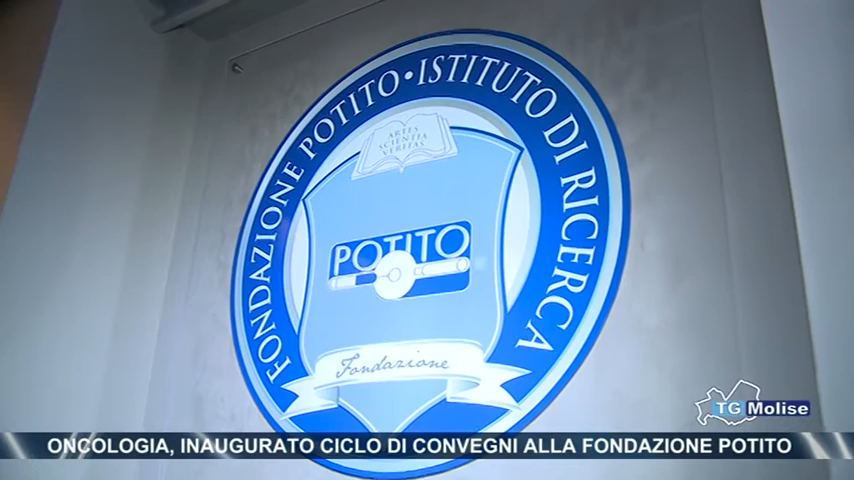 FONDAZIONE POTITO • ISTITUTO DI RICERCA
ARTES
SCIENTIA
VERITAS
POTITO
Fondazione
TG Molise
ONCOLOGIA, INAUGURATO CICLO DI CONVEGNI ALLA FONDAZIONE POTITO